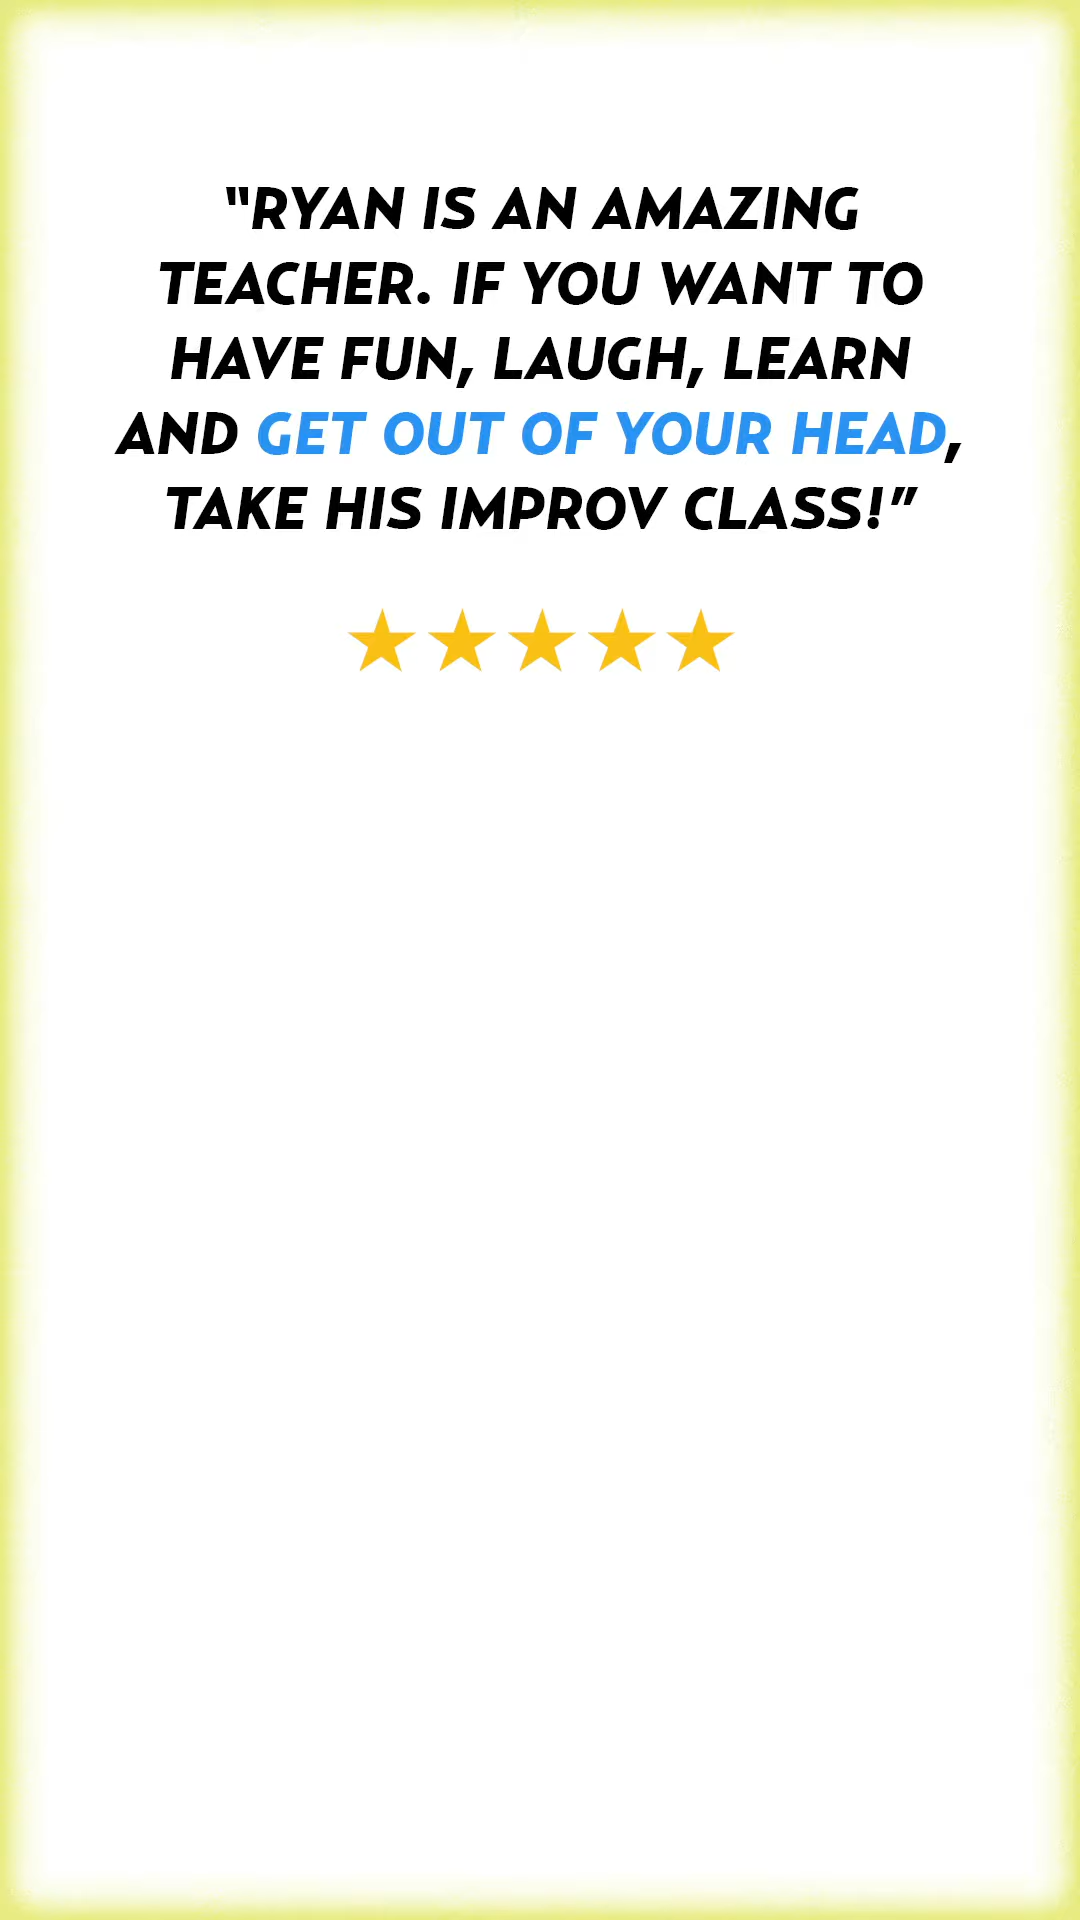 "RYAN IS AN AMAZING
TEACHER. IF YOU WANT TO
HAVE FUN, LAUGH, LEARN
AND GET OUT OF YOUR HEAD,
TAKE HIS IMPROV CLASS!”